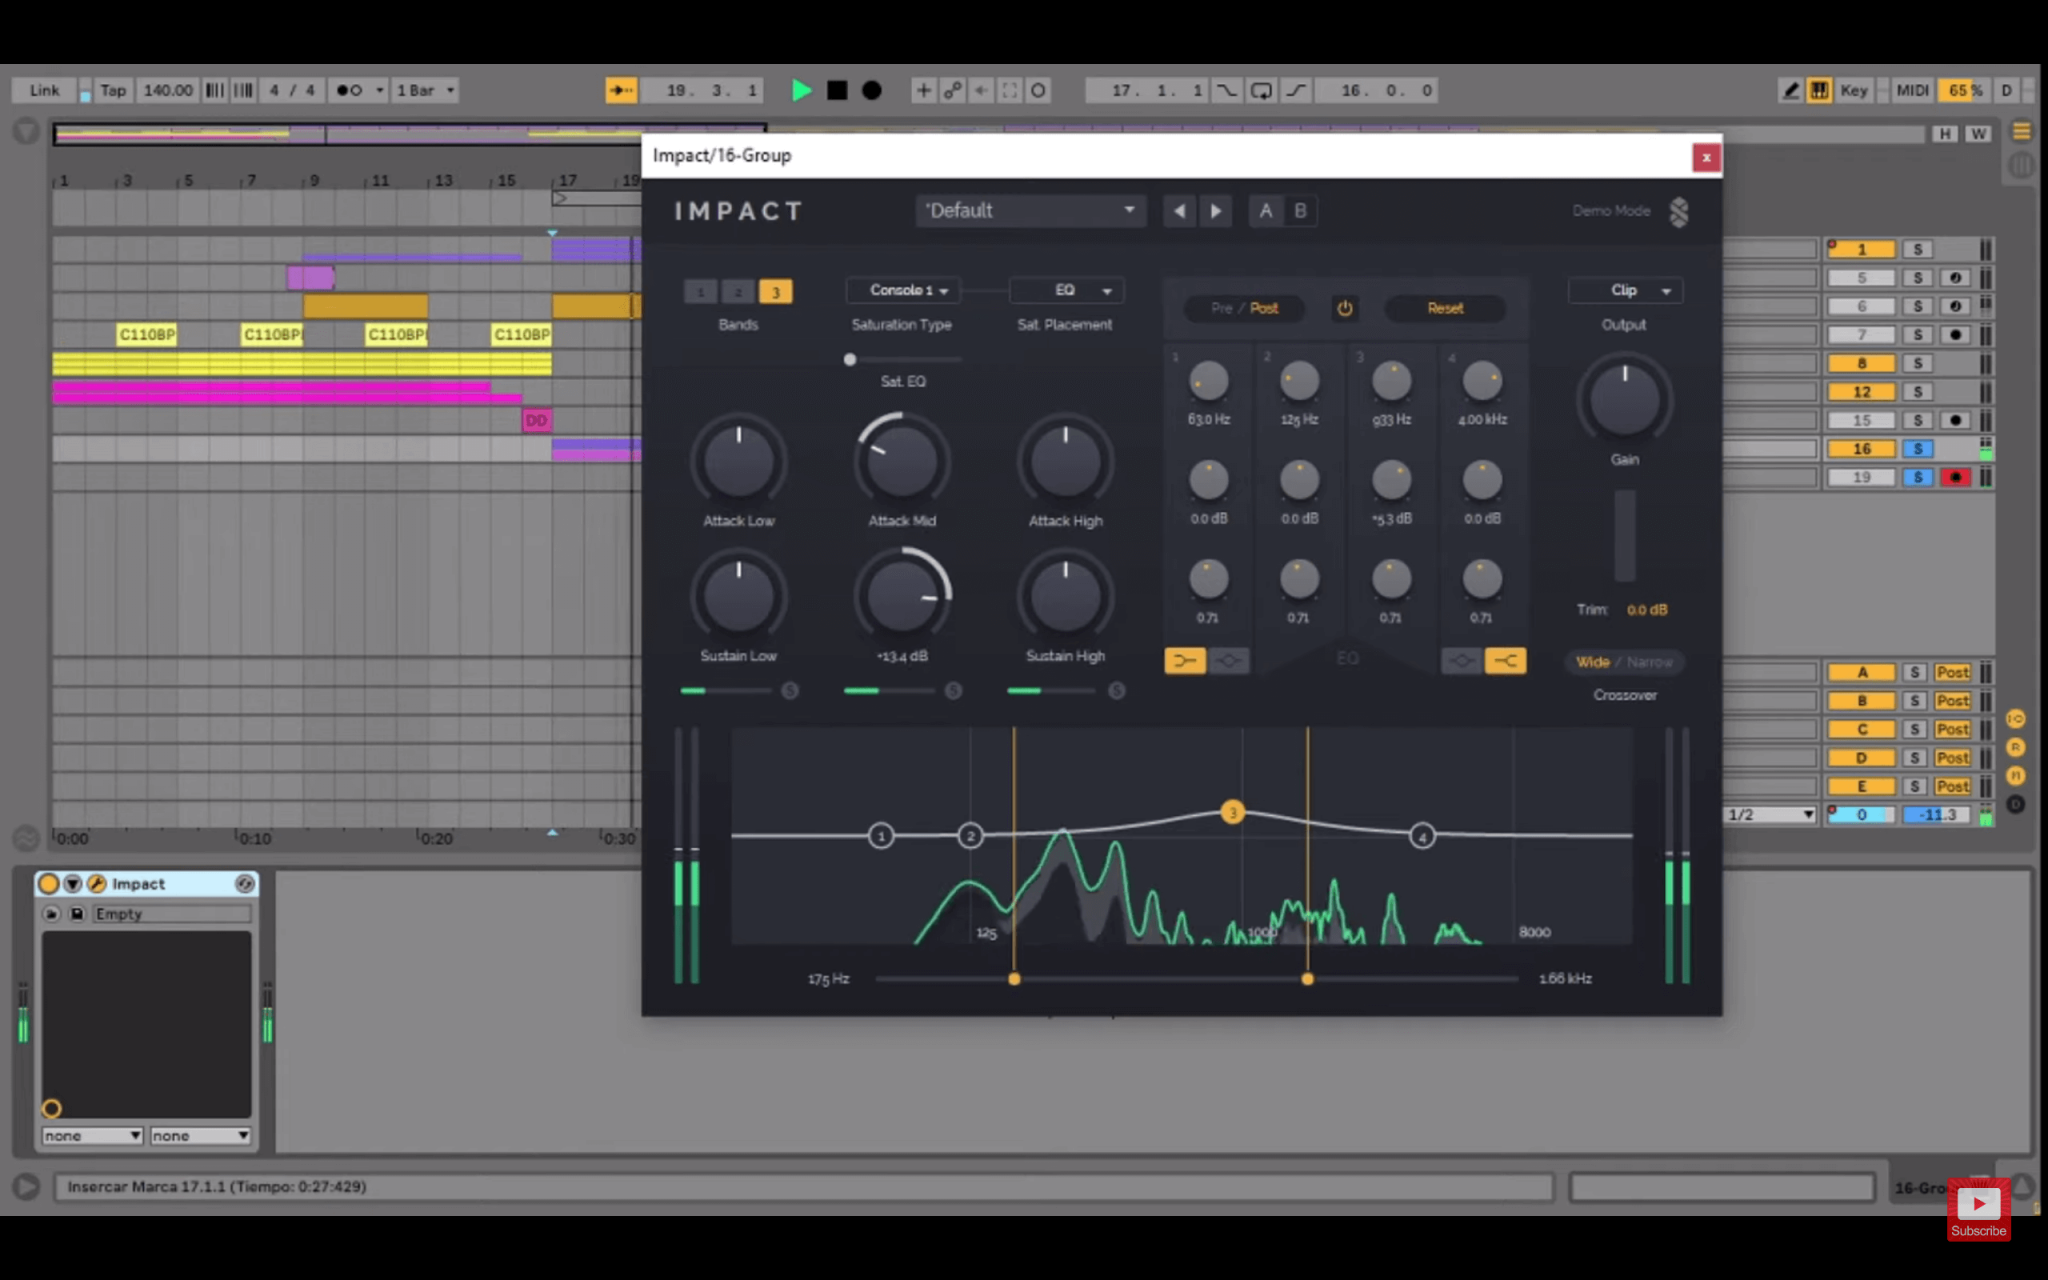 Link Tap 140.00 4 / 4 1 Bar 19. 3. 1 17. 1. 1 16. 0. 0 Key MIDI 65 % D
H W
1 3 5 7 9 11 13 15 17 19
C110BP C110BP C110BP C110BP
DD
0:00 0:10 0:20 0:30
Impact/16-Group x
IMPACT *Default A B Demo Mode
1 2 3 Console 1 EQ Pre / Post Reset Clip
Bands Saturation Type Sat. Placement Output
Sat. EQ
1 2 3 4
63.0 Hz 125 Hz 933 Hz 4.00 kHz
Gain
Attack Low Attack Mid Attack High 0.0 dB 0.0 dB +5.3 dB 0.0 dB
0.71 0.71 0.71 0.71
Trim: 0.0 dB
Sustain Low +13.4 dB Sustain High EQ Wide / Narrow
S S S Crossover
1 2 3 4
125 1000 8000
175 Hz 1.66 kHz
1 S
5 S
6 S
7 S
8 S
12 S
15 S
16 S
19 S
A S Post
B S Post
C S Post
D S Post
E S Post
1/2 0 -11.3
R
D
Impact
Empty
none none
Insercar Marca 17.1.1 (Tiempo: 0:27:429)
16-Gro
Subscribe